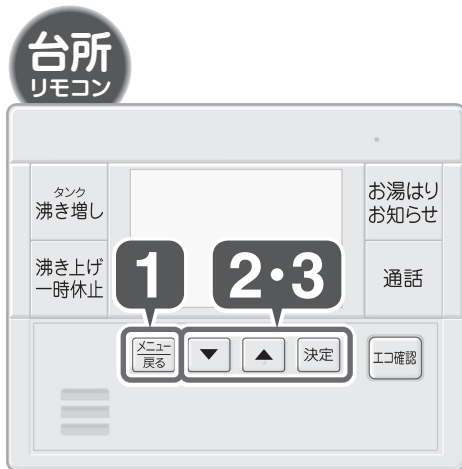 台所
リモコン
タンク
沸き増し
お湯はり
お知らせ
沸き上げ
一時休止
1
2・3
通話
メニュー
戻る
▼
▲
決定
エコ確認